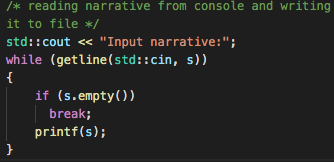 /* reading narrative from console and writing
it to file */
std::cout << "Input narrative:";
while (getline(std::cin, s))
{
    if (s.empty())
      break;
    printf(s);
}